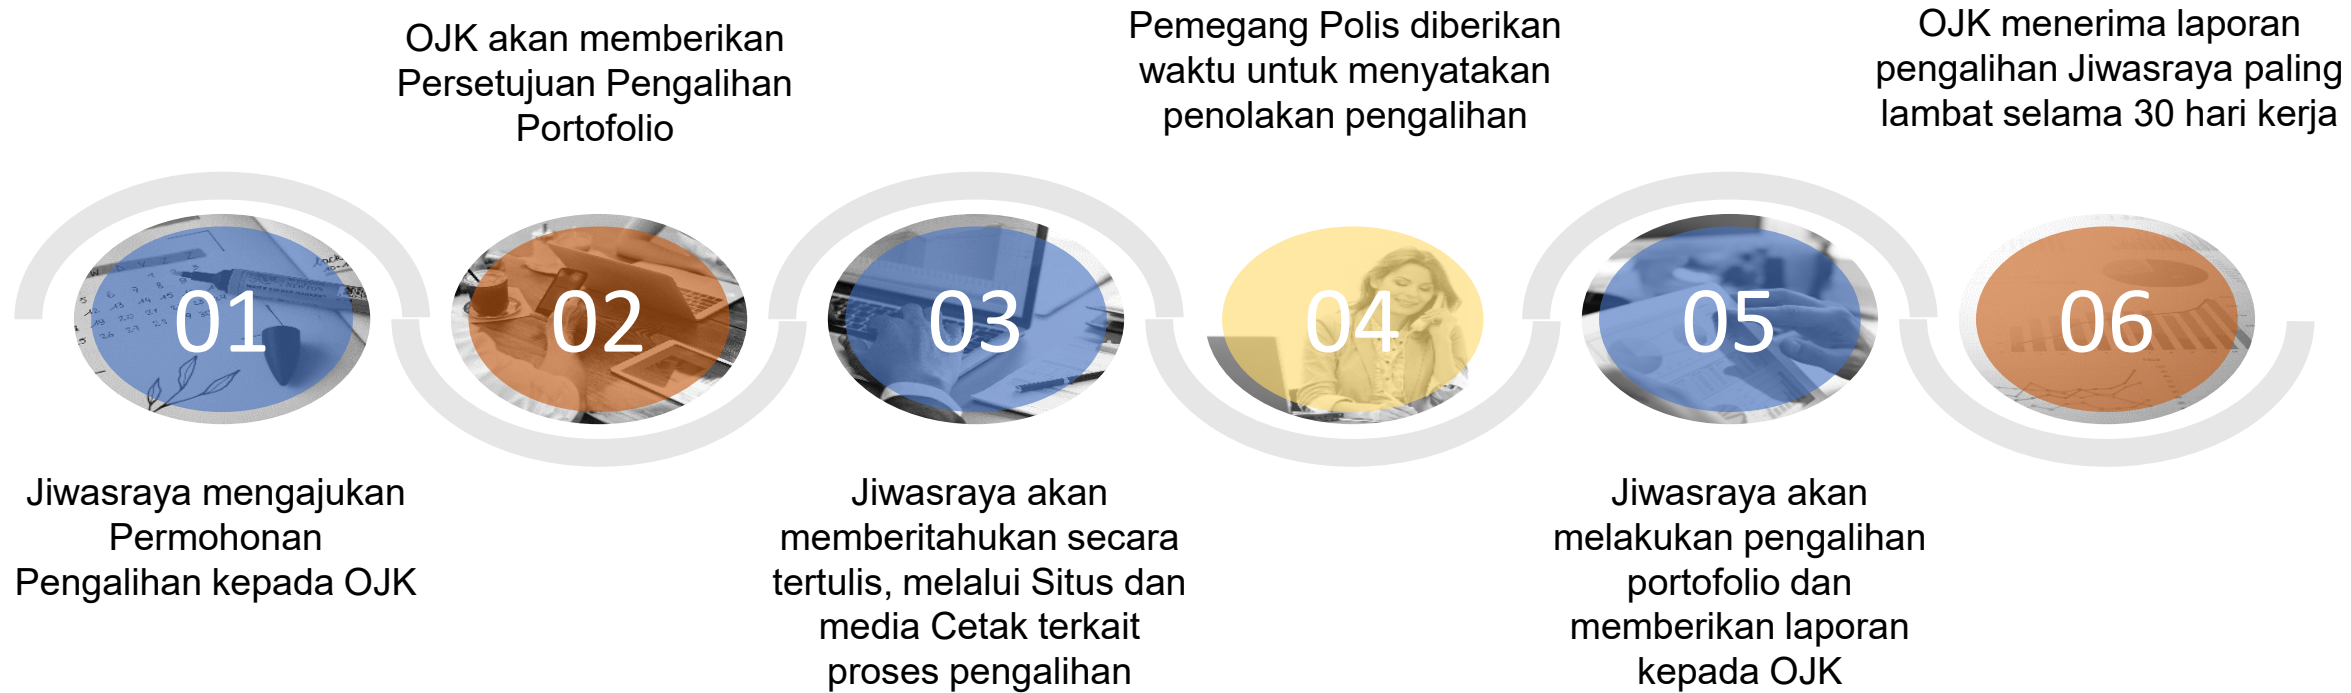 01
Jiwasraya mengajukan
Permohonan
Pengalihan kepada OJK
OJK akan memberikan
Persetujuan Pengalihan
Portofolio
02
03
Jiwasraya akan
memberitahukan secara
tertulis, melalui Situs dan
media Cetak terkait
proses pengalihan
Pemegang Polis diberikan
waktu untuk menyatakan
penolakan pengalihan
04
05
Jiwasraya akan
melakukan pengalihan
portofolio dan
memberikan laporan
kepada OJK
OJK menerima laporan
pengalihan Jiwasraya paling
lambat selama 30 hari kerja
06